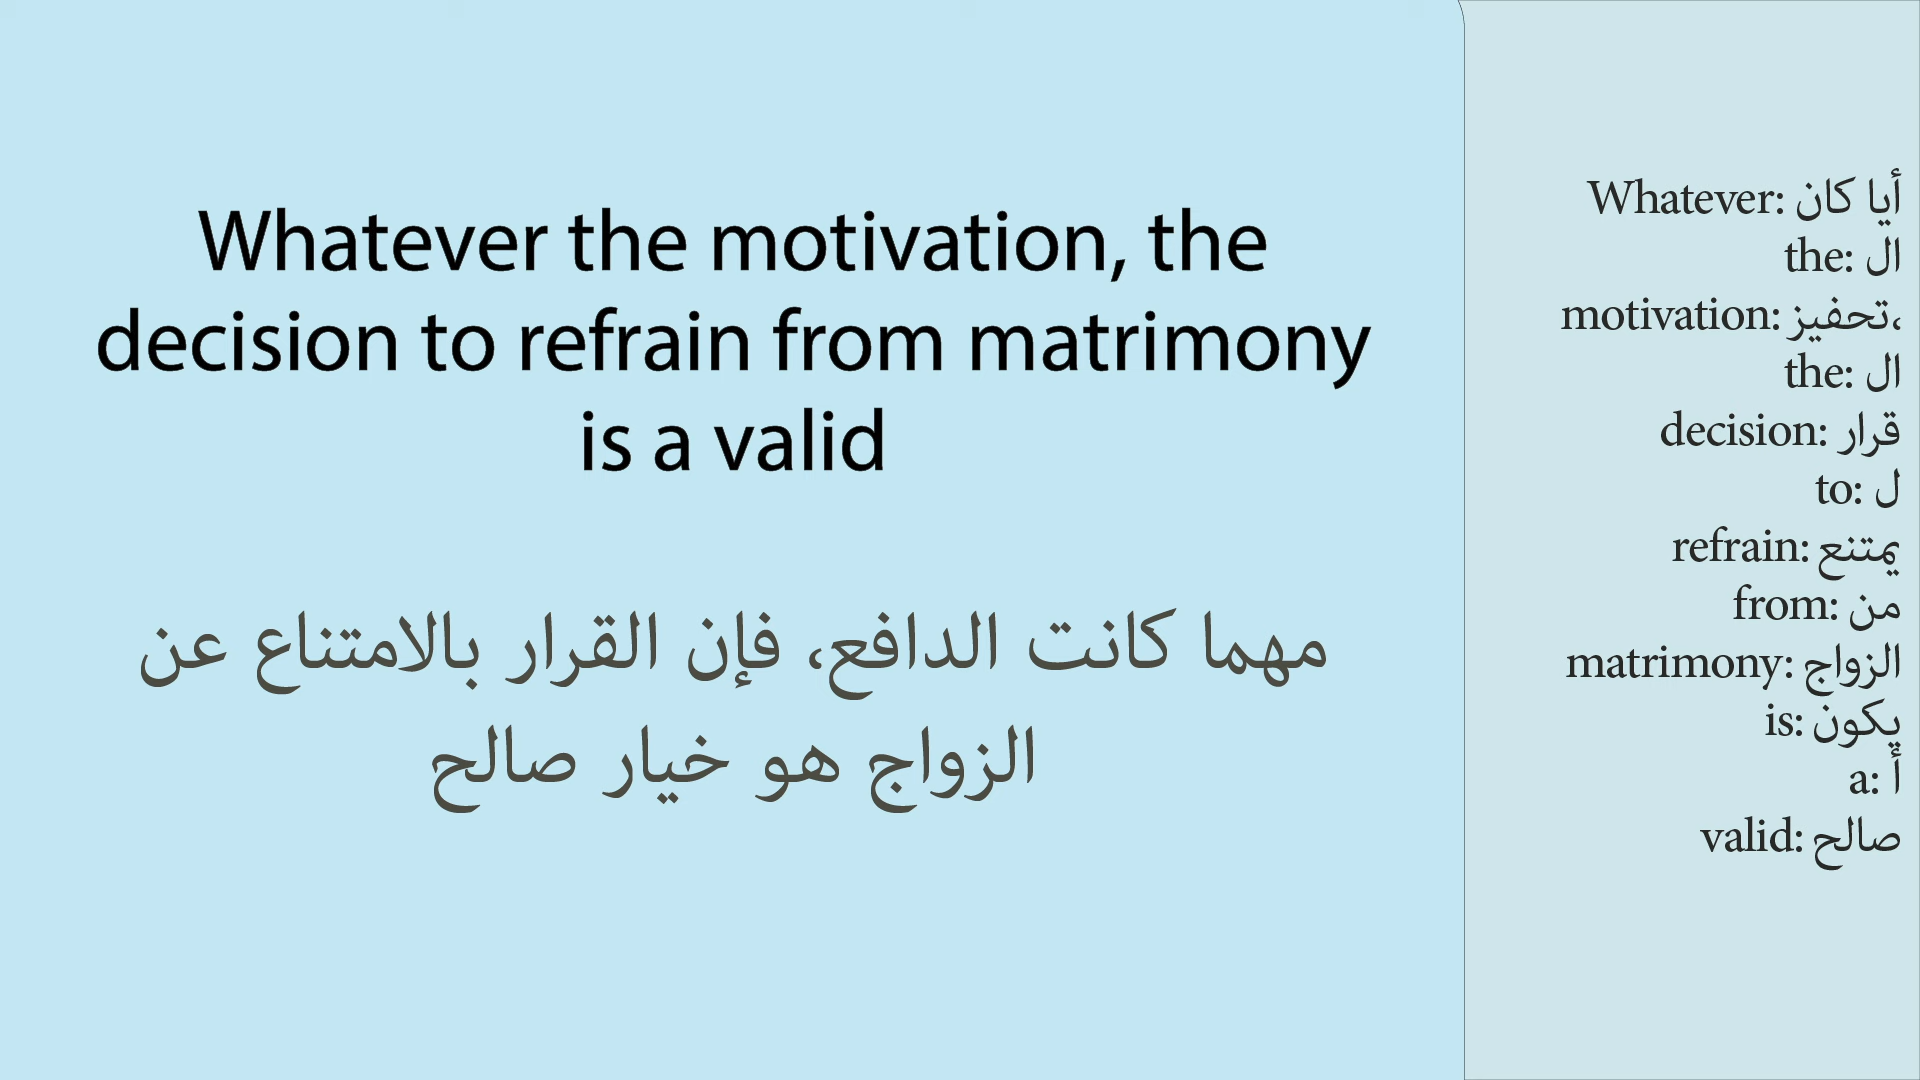 Whatever the motivation, the
decision to refrain from matrimony
is a valid
مهما كانت الدافع، فإن القرار بالامتناع عن
الزواج هو خيار صالح
Whatever: أيا كان
the: ال
motivation: تحفيز،
the: ال
decision: قرار
to: ل
refrain: يمتنع
from: من
matrimony: الزواج
is: يكون
a: أ
valid: صالح